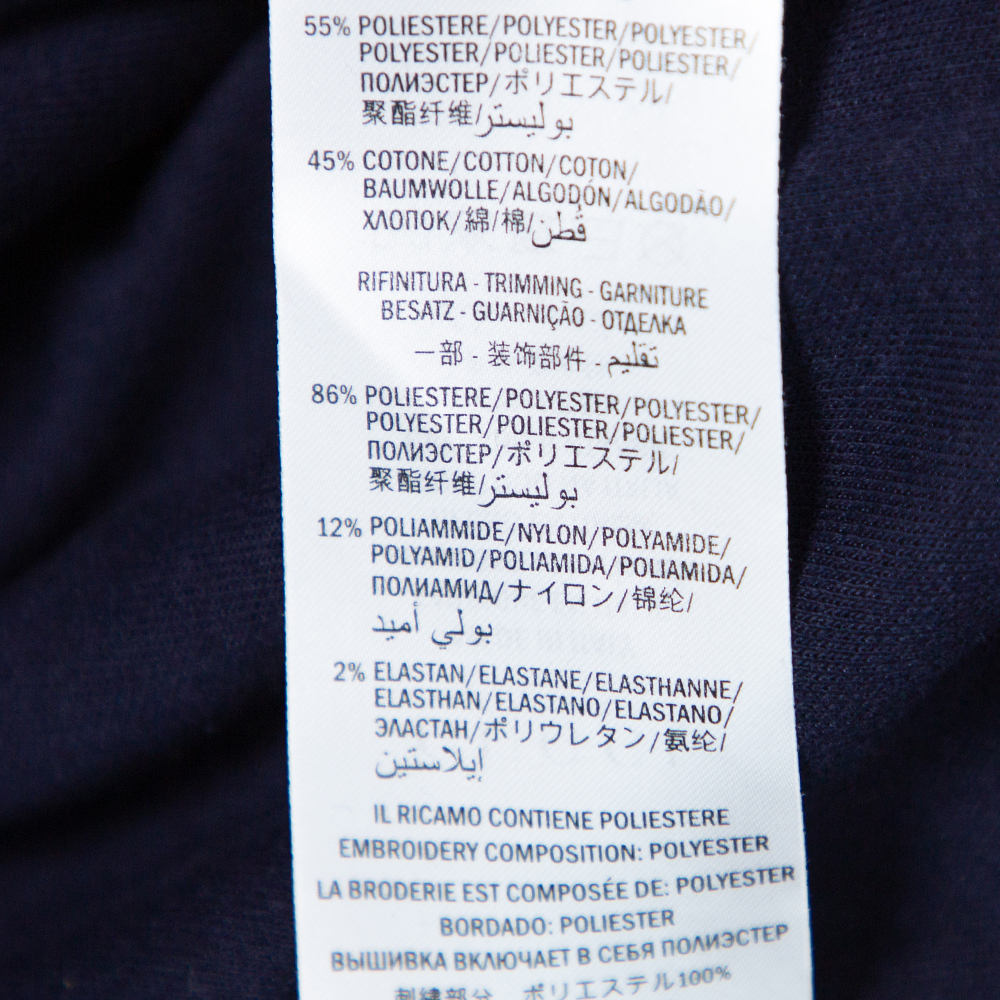 55% POLIESTERE/POLYESTER/POLYESTER/
POLYESTER/POLIESTER/POLIESTER/
ПОЛИЭСТЕР/ポリエステル/
聚酯纤维/بوليستر
45% COTONE/COTTON/COTON/
BAUMWOLLE/ALGODÓN/ALGODÃO/
ХЛОПОК/綿/棉/قُطن
RIFINITURA - TRIMMING - GARNITURE
BESATZ - GUARNIÇÃO - ОТДЕЛКА
一部 - 装饰部件 - تقليم
86% POLIESTERE/POLYESTER/POLYESTER/
POLYESTER/POLIESTER/POLIESTER/
ПОЛИЭСТЕР/ポリエステル/
聚酯纤维/بوليستر
12% POLIAMMIDE/NYLON/POLYAMIDE/
POLYAMID/POLIAMIDA/POLIAMIDA/
ПОЛИАМИД/ナイロン/锦纶/
بولي أميد
2% ELASTAN/ELASTANE/ELASTHANNE/
ELASTHAN/ELASTANO/ELASTANO/
ЭЛАСТАН/ポリウレタン/氨纶/
إيلاستين
IL RICAMO CONTIENE POLIESTERE
EMBROIDERY COMPOSITION: POLYESTER
LA BRODERIE EST COMPOSÉE DE: POLYESTER
BORDADO: POLIESTER
ВЫШИВКА ВКЛЮЧАЕТ В СЕБЯ ПОЛИЭСТЕР
刺繍部分 ポリエステル100%